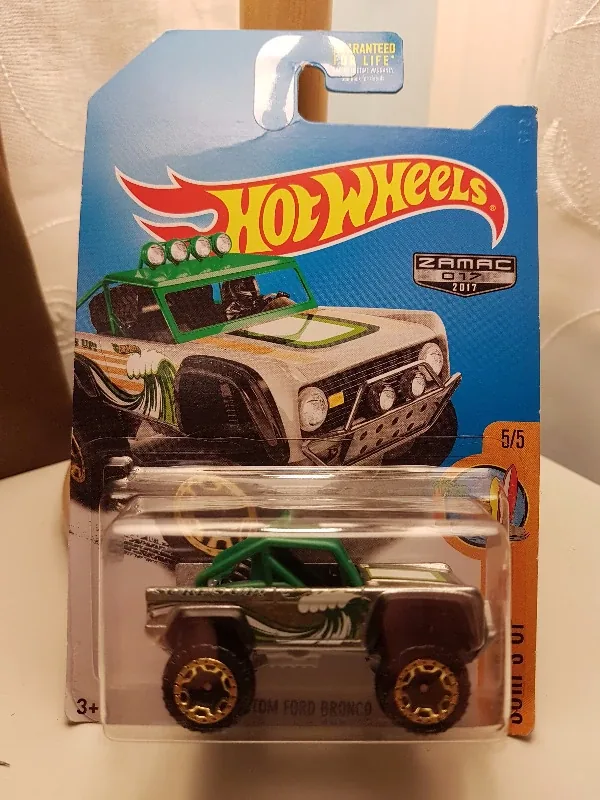 GUARANTEED
FOR LIFE*
HOT WHEELS®
ZAMAC
017
2017
5/5
3+
TOM FORD BRONCO